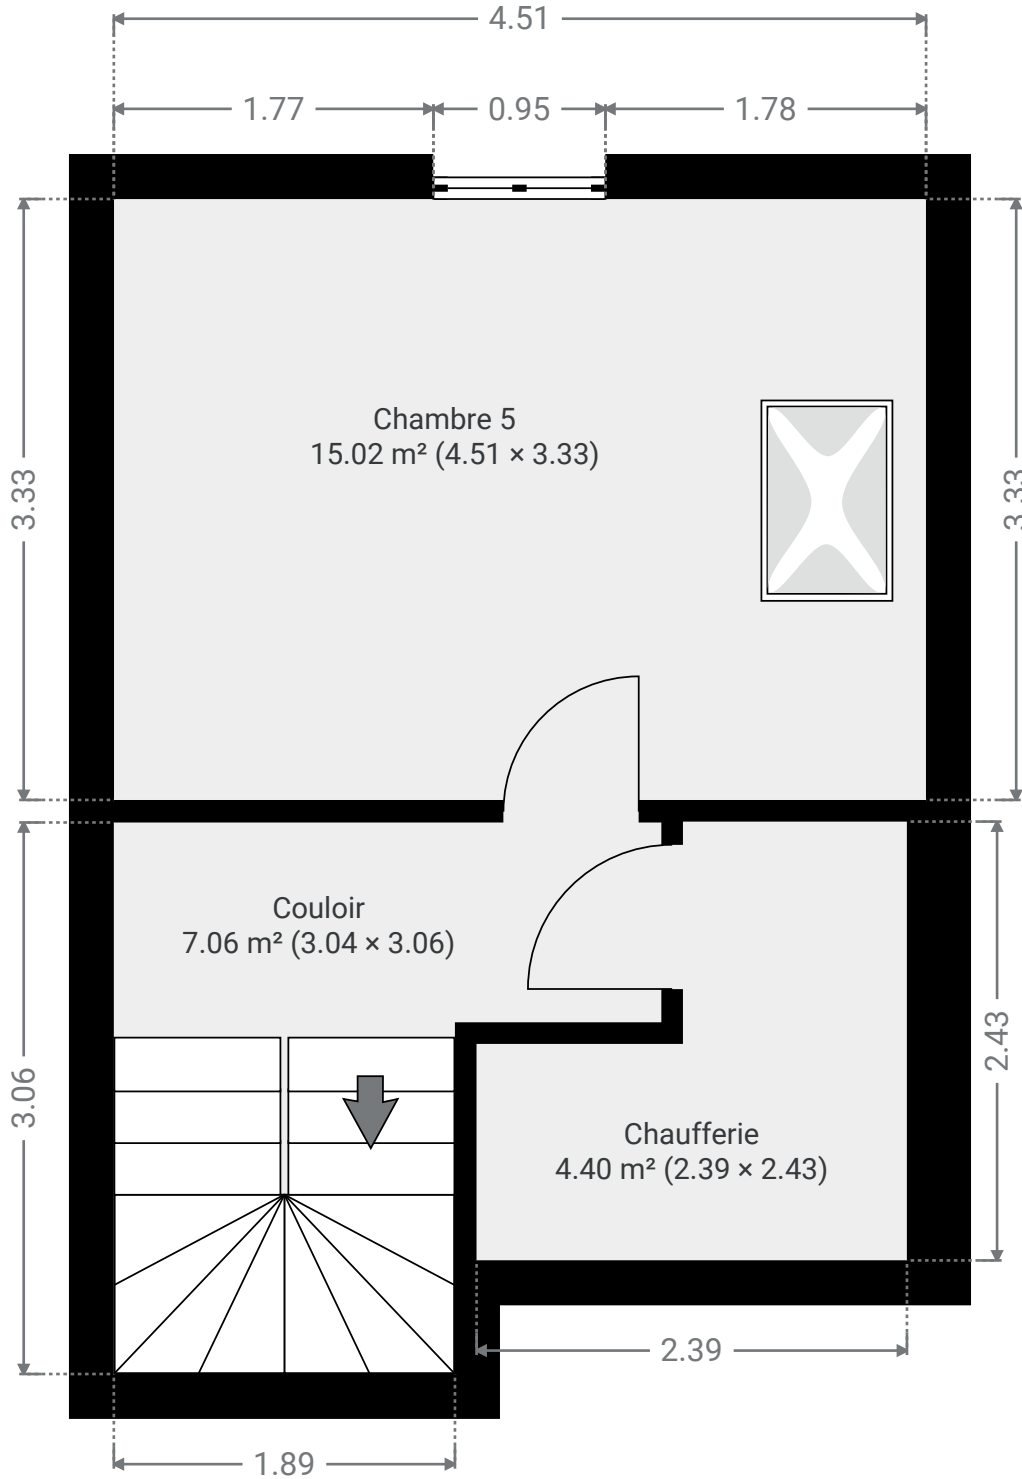 4.51
1.77
0.95
1.78
3.33
3.33
Chambre 5
15.02 m² (4.51 × 3.33)
Couloir
7.06 m² (3.04 × 3.06)
3.06
2.43
Chaufferie
4.40 m² (2.39 × 2.43)
2.39
1.89